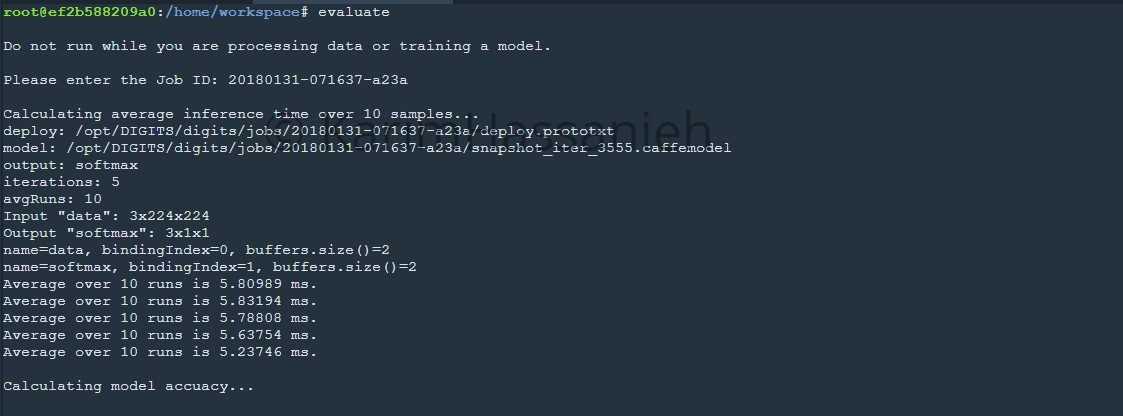 root@ef2b588209a0:/home/workspace# evaluate
Do not run while you are processing data or training a model.
Please enter the Job ID: 20180131-071637-a23a
Calculating average inference time over 10 samples...
deploy: /opt/DIGITS/digits/jobs/20180131-071637-a23a/deploy.prototxt
model: /opt/DIGITS/digits/jobs/20180131-071637-a23a/snapshot_iter_3555.caffemodel
output: softmax
iterations: 5
avgRuns: 10
Input "data": 3x224x224
Output "softmax": 3x1x1
name=data, bindingIndex=0, buffers.size()=2
name=softmax, bindingIndex=1, buffers.size()=2
Average over 10 runs is 5.80989 ms.
Average over 10 runs is 5.83194 ms.
Average over 10 runs is 5.78808 ms.
Average over 10 runs is 5.63754 ms.
Average over 10 runs is 5.23746 ms.
Calculating model accuacy...
© KarimHassanieh